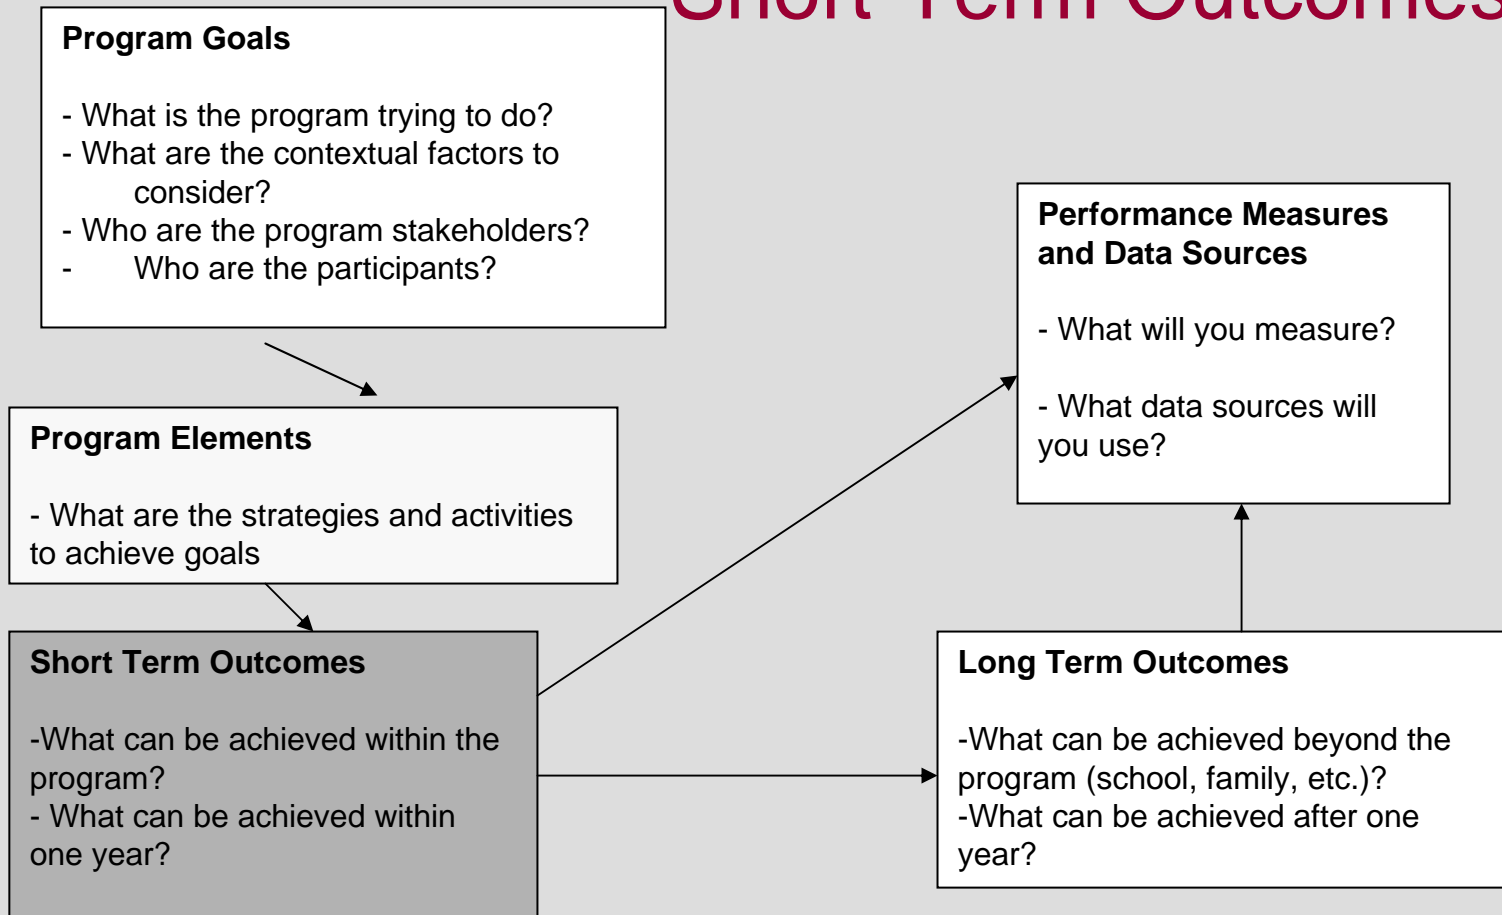 Short Term Outcomes
Program Goals
- What is the program trying to do?
- What are the contextual factors to
consider?
- Who are the program stakeholders?
- Who are the participants?
Program Elements
- What are the strategies and activities
to achieve goals
Short Term Outcomes
-What can be achieved within the
program?
- What can be achieved within
one year?
Performance Measures
and Data Sources
- What will you measure?
- What data sources will
you use?
Long Term Outcomes
-What can be achieved beyond the
program (school, family, etc.)?
-What can be achieved after one
year?